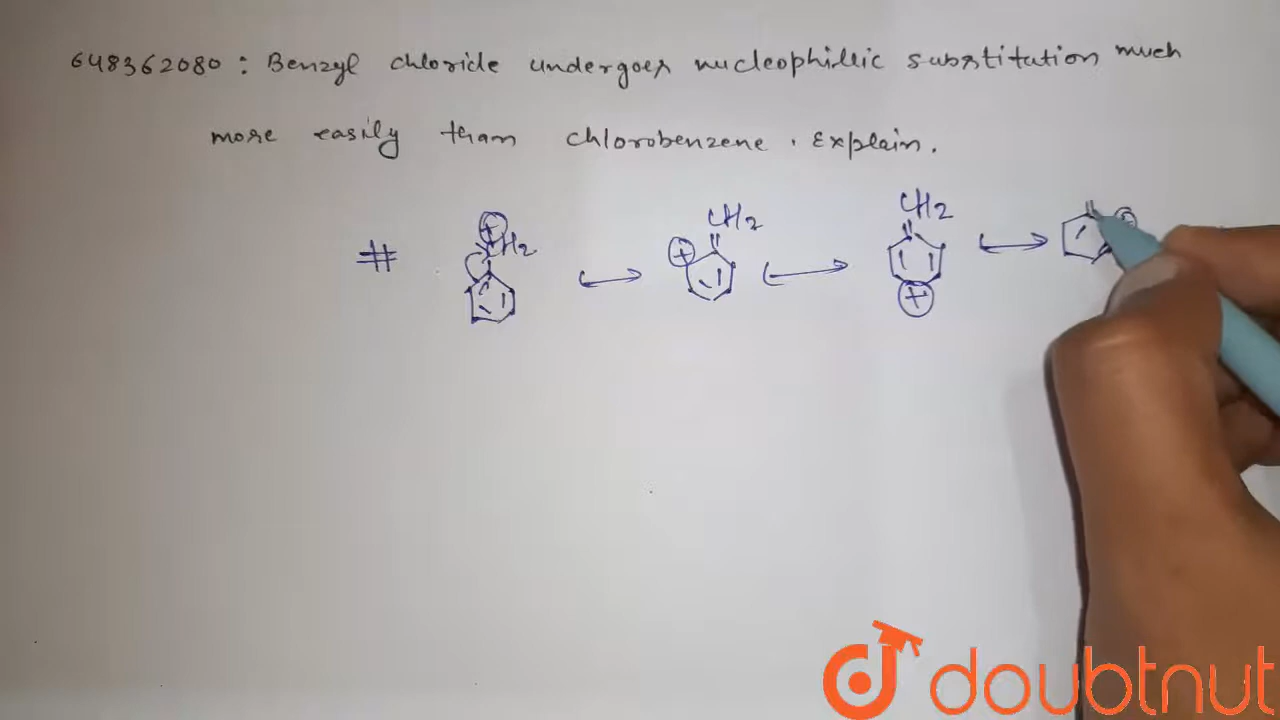 648362080: Benzyl chloride undergoes nucleophillic substitution much
more easily than chlorobenzene. Explain.
# ⊕ CH2 ⟷ ⊕ CH2 ⟷ CH2 ⊕ ⟷ ⊕
doubtnut